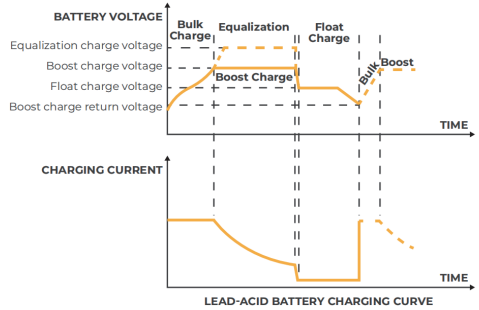 BATTERY VOLTAGE
Bulk
Charge
Equalization
Float
Charge
Equalization charge voltage
Boost charge voltage
Float charge voltage
Boost charge return voltage
Boost Charge
Bulk
Boost
TIME
CHARGING CURRENT
TIME
LEAD-ACID BATTERY CHARGING CURVE